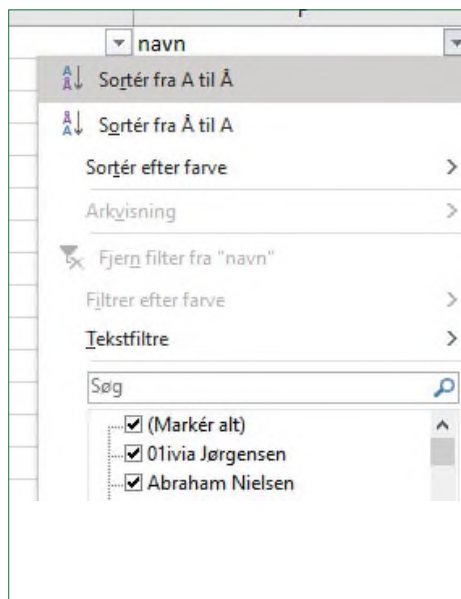 navn
Sortér fra A til Å
Sortér fra Å til A
Sortér efter farve
Arkvisning
Fjern filter fra "navn"
Filtrer efter farve
Tekstfiltre
Søg
(Markér alt)
01ivia Jørgensen
Abraham Nielsen